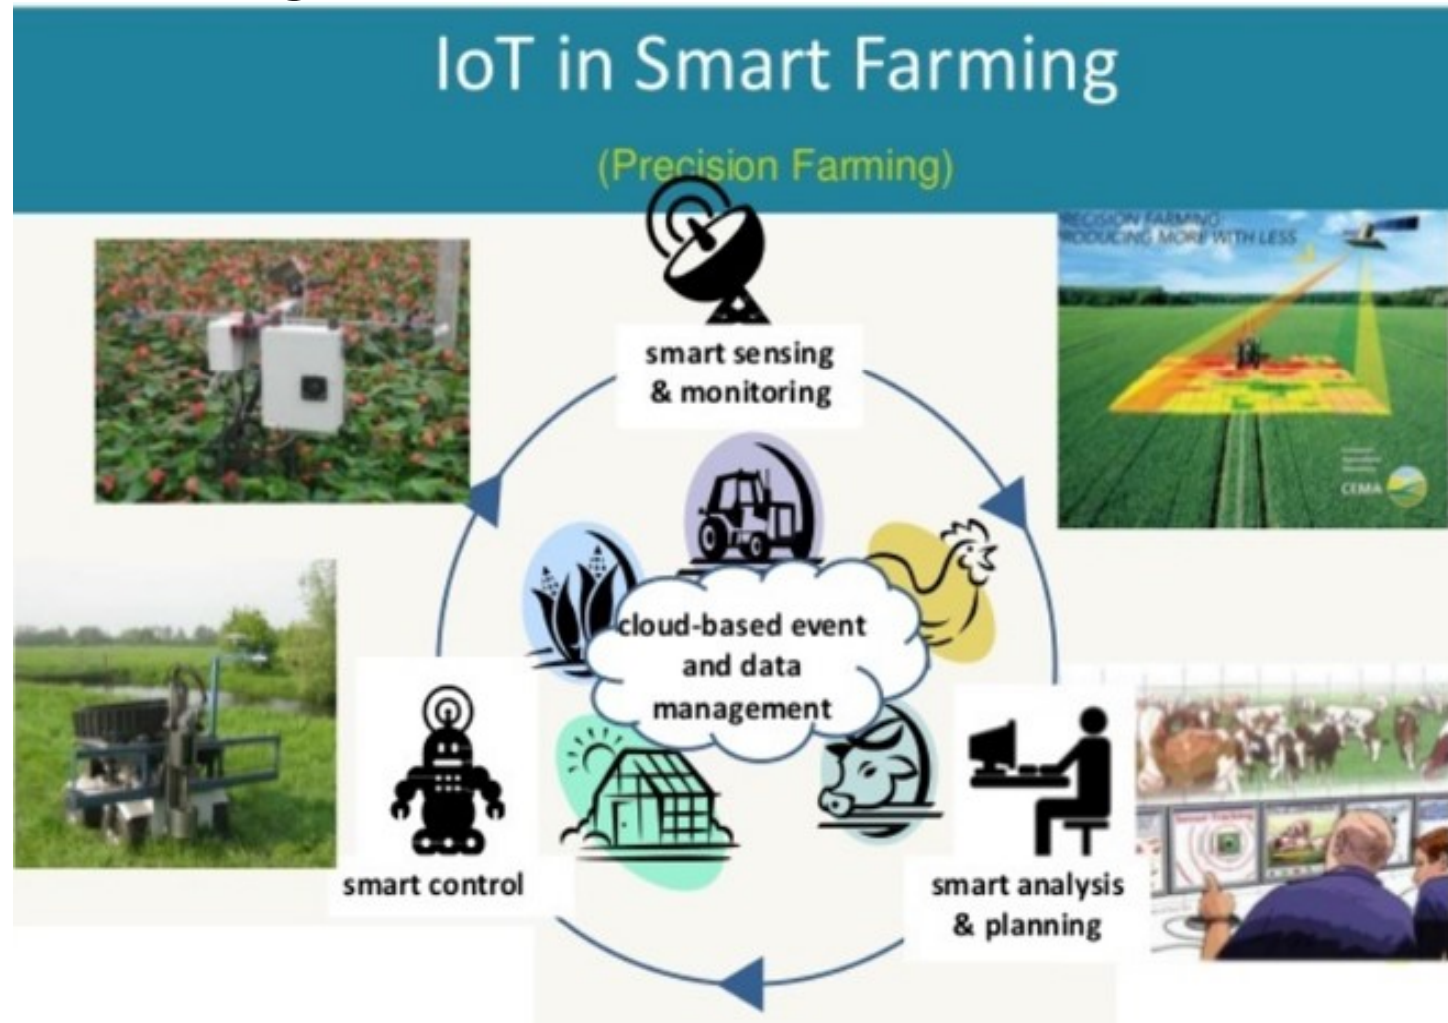 IoT in Smart Farming
(Precision Farming)
PRECISION FARMING:
PRODUCING MORE WITH LESS
smart sensing
& monitoring
CEMA
cloud-based event
and data
management
smart control
smart analysis
& planning